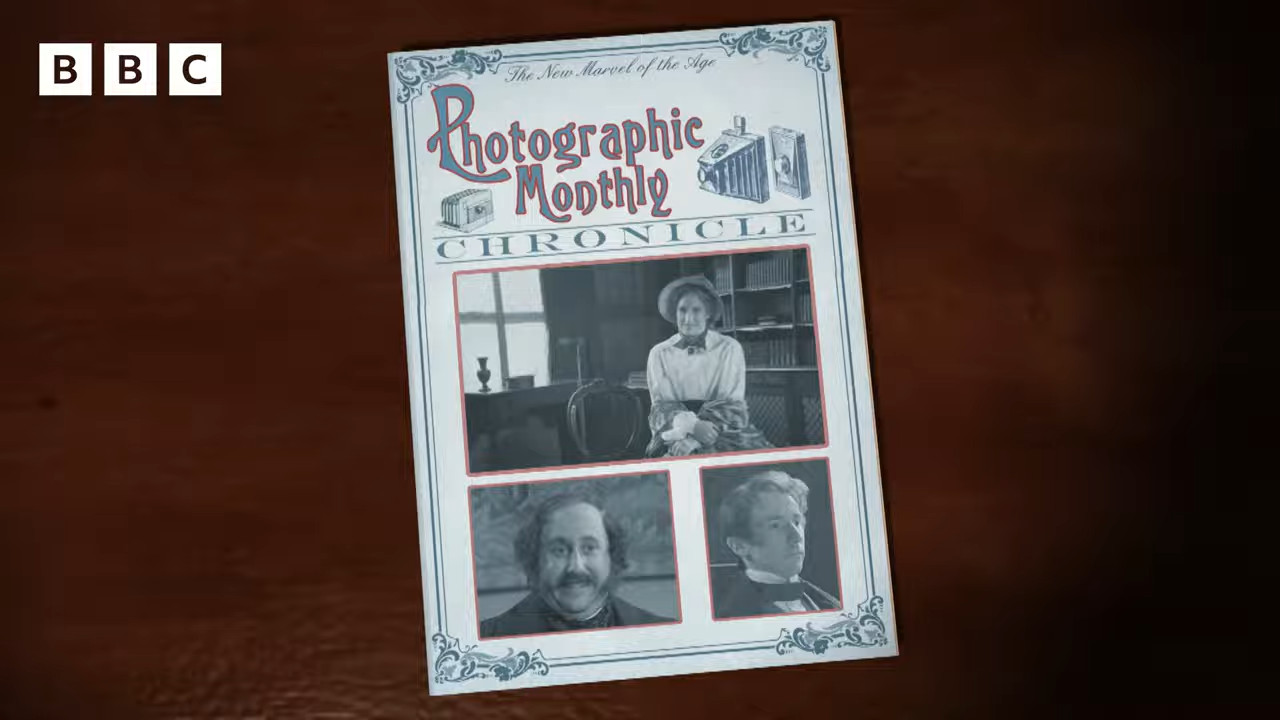 BBC
The New Marvel of the Age
Photographic
Monthly
CHRONICLE